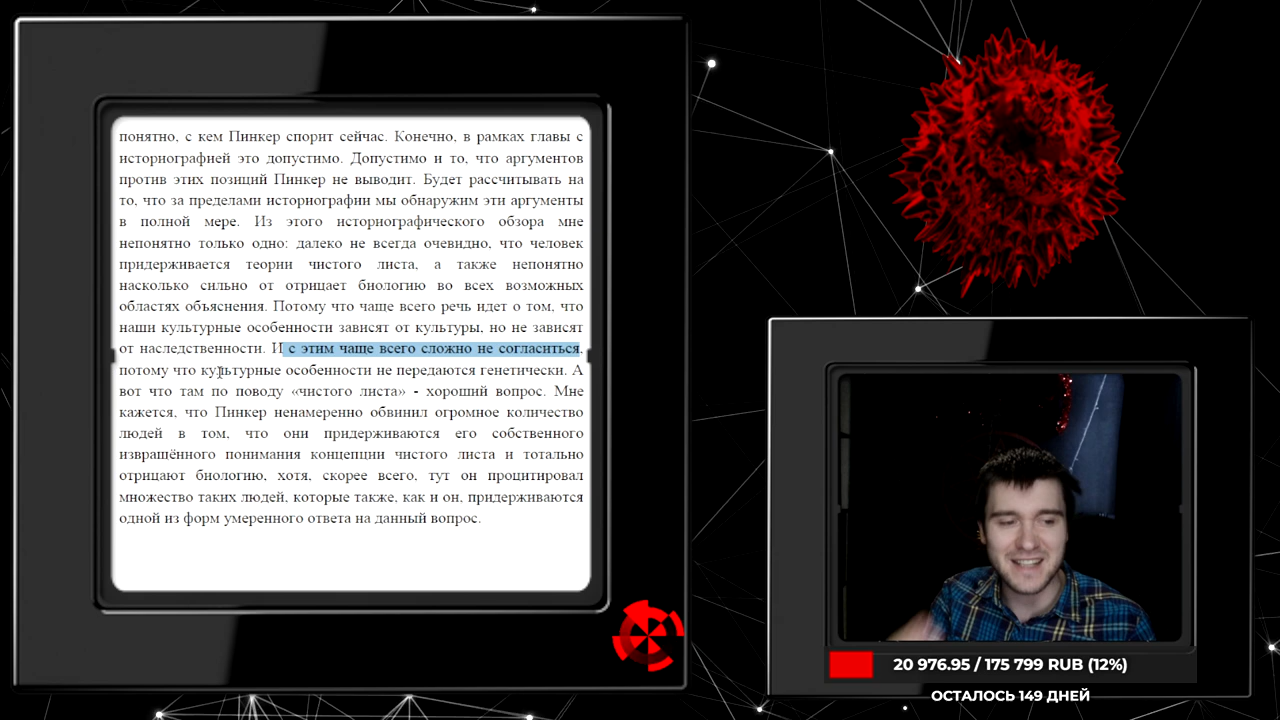 понятно, с кем Пинкер спорит сейчас. Конечно, в рамках главы с
историографией это допустимо. Допустимо и то, что аргументов
против этих позиций Пинкер не выводит. Будет рассчитывать на
то, что за пределами историографии мы обнаружим эти аргументы
в полной мере. Из этого историографического обзора мне
непонятно только одно: далеко не всегда очевидно, что человек
придерживается теории чистого листа, а также непонятно
насколько сильно от отрицает биологию во всех возможных
областях объяснения. Потому что чаще всего речь идет о том, что
наши культурные особенности зависят от культуры, но не зависят
от наследственности. И с этим чаще всего сложно не согласиться,
потому что культурные особенности не передаются генетически. А
вот что там по поводу «чистого листа» - хороший вопрос. Мне
кажется, что Пинкер ненамеренно обвинил огромное количество
людей в том, что они придерживаются его собственного
извращённого понимания концепции чистого листа и тотально
отрицают биологию, хотя, скорее всего, тут он процитировал
множество таких людей, которые также, как и он, придерживаются
одной из форм умеренного ответа на данный вопрос.
20 976.95 / 175 799 RUB (12%)
ОСТАЛОСЬ 149 ДНЕЙ